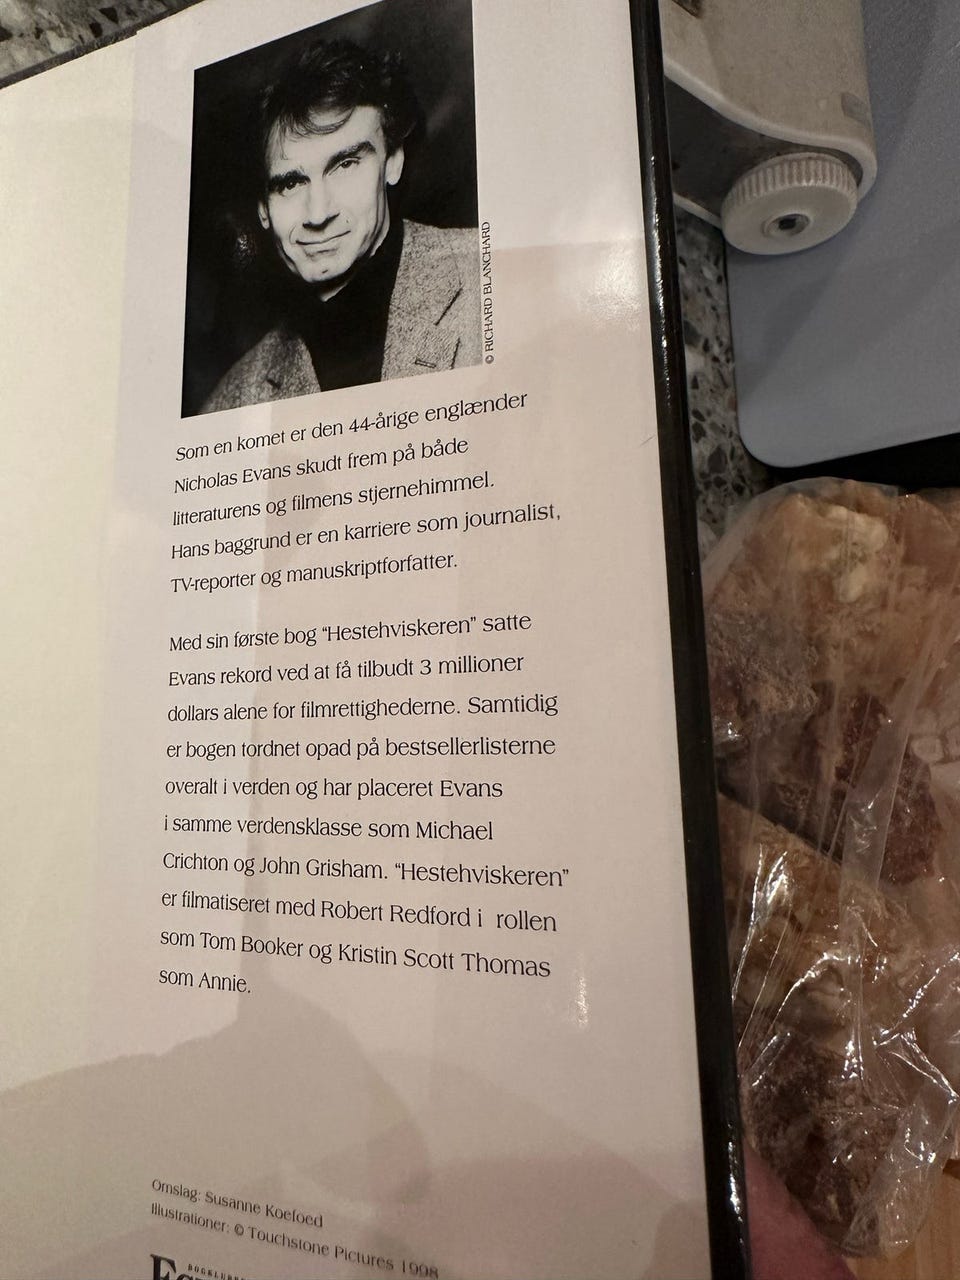 © RICHARD BLANCHARD
Som en komet er den 44-årige englænder
Nicholas Evans skudt frem på både
litteraturens og filmens stjernehimmel.
Hans baggrund er en karriere som journalist,
TV-reporter og manuskriptforfatter.
Med sin første bog “Hestehviskeren” satte
Evans rekord ved at få tilbudt 3 millioner
dollars alene for filmrettighederne. Samtidig
er bogen tordnet opad på bestsellerlisterne
overalt i verden og har placeret Evans
i samme verdensklasse som Michael
Crichton og John Grisham. “Hestehviskeren”
er filmatiseret med Robert Redford i rollen
som Tom Booker og Kristin Scott Thomas
som Annie.
Omslag: Susanne Koefoed
Illustrationer: © Touchstone Pictures 1998